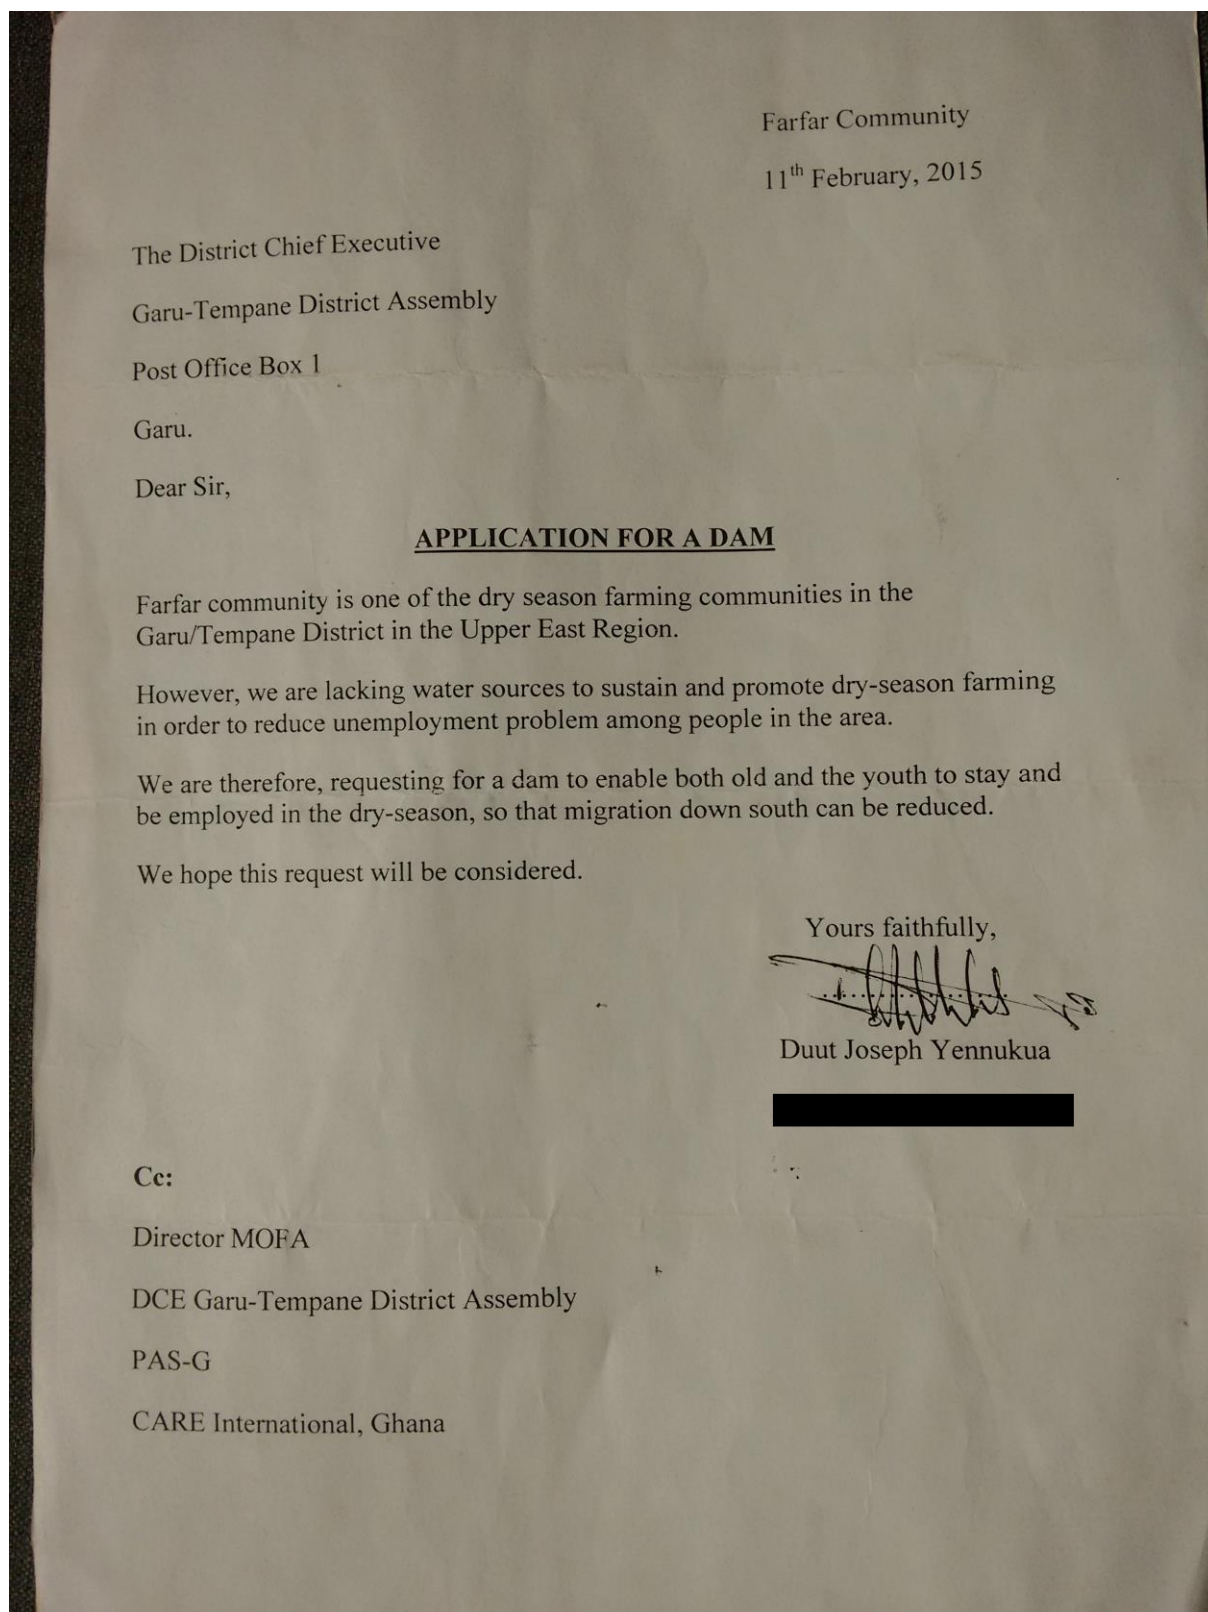 Farfar Community
11th February, 2015
The District Chief Executive
Garu-Tempane District Assembly
Post Office Box 1
Garu.
Dear Sir,
APPLICATION FOR A DAM
Farfar community is one of the dry season farming communities in the
Garu/Tempane District in the Upper East Region.
However, we are lacking water sources to sustain and promote dry-season farming
in order to reduce unemployment problem among people in the area.
We are therefore, requesting for a dam to enable both old and the youth to stay and
be employed in the dry-season, so that migration down south can be reduced.
We hope this request will be considered.
Yours faithfully,
Duut Joseph Yennukua
Cc:
Director MOFA
DCE Garu-Tempane District Assembly
PAS-G
CARE International, Ghana